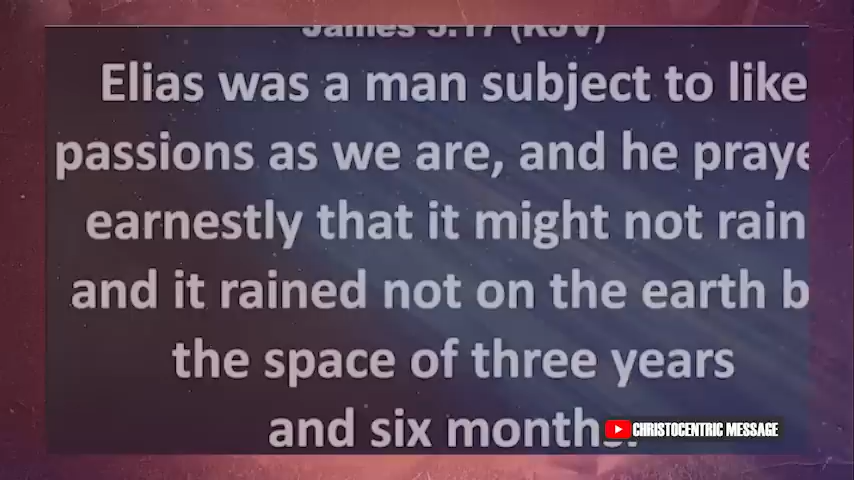 James 5:17 (KJV)
Elias was a man subject to like
passions as we are, and he praye
earnestly that it might not rain
and it rained not on the earth b
the space of three years
and six months.
CHRISTOCENTRIC MESSAGE